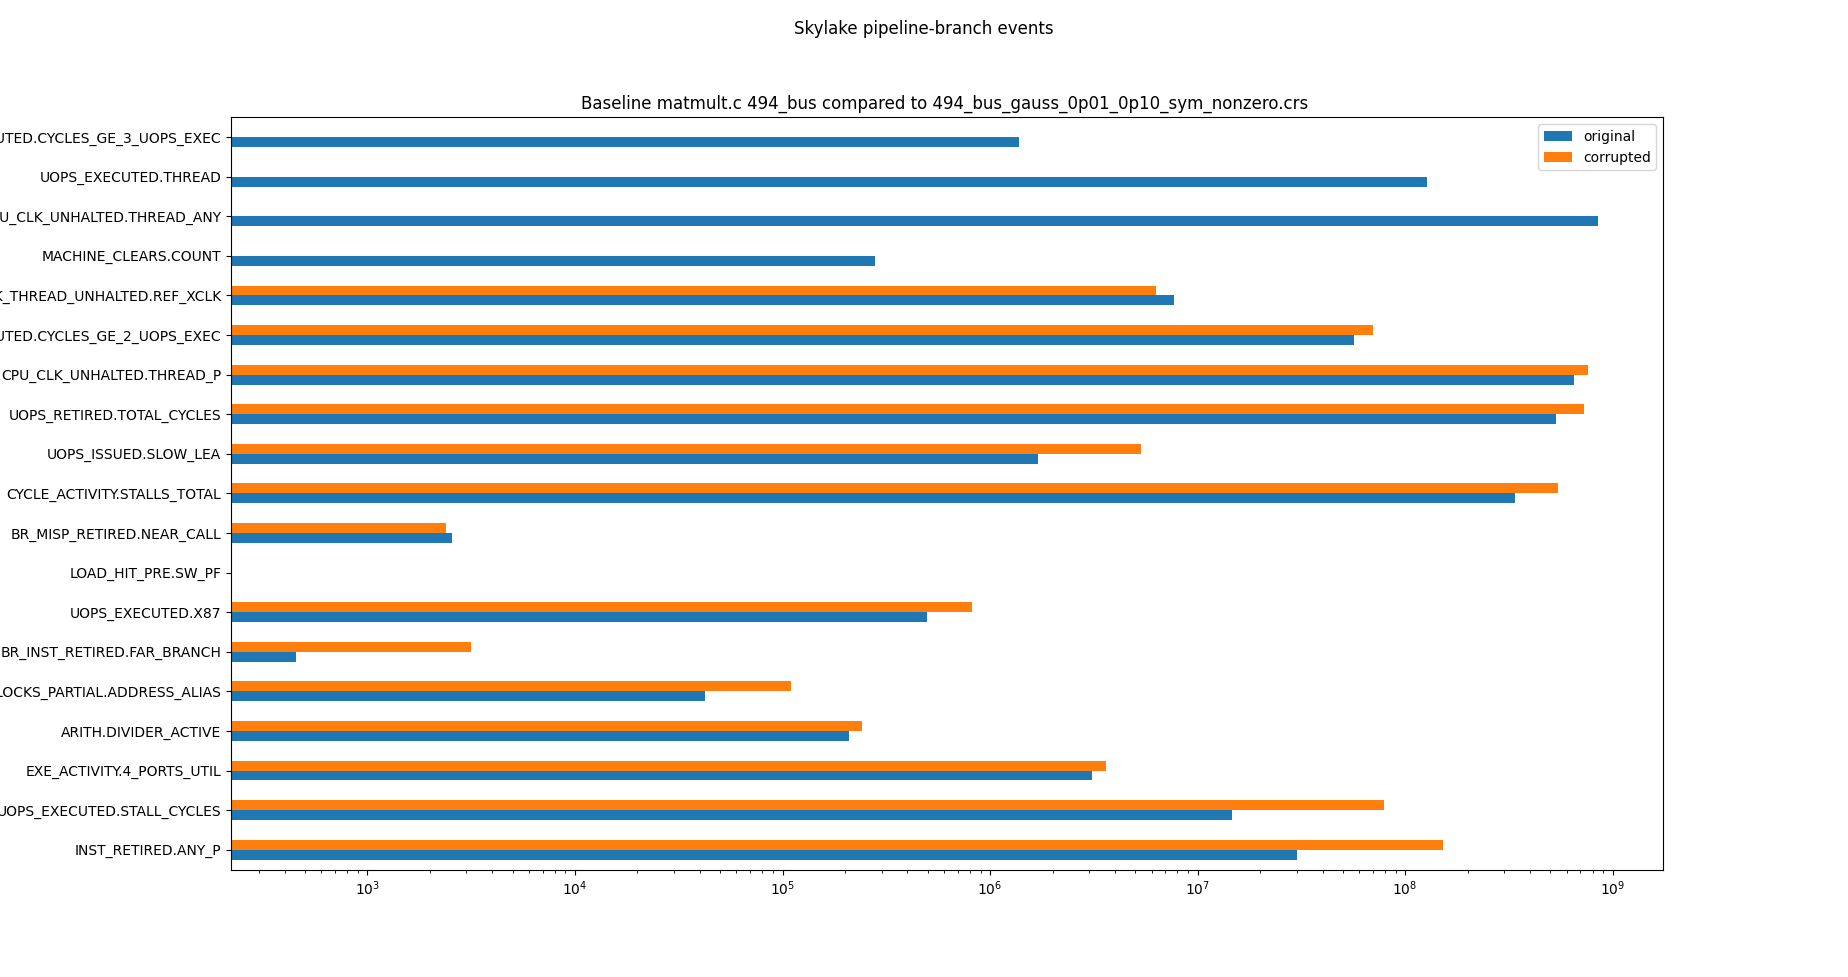 Skylake pipeline-branch events
Baseline matmult.c 494_bus compared to 494_bus_gauss_0p01_0p10_sym_nonzero.crs
original
corrupted
UTED.CYCLES_GE_3_UOPS_EXEC
UOPS_EXECUTED.THREAD
U_CLK_UNHALTED.THREAD_ANY
MACHINE_CLEARS.COUNT
K_THREAD_UNHALTED.REF_XCLK
UTED.CYCLES_GE_2_UOPS_EXEC
CPU_CLK_UNHALTED.THREAD_P
UOPS_RETIRED.TOTAL_CYCLES
UOPS_ISSUED.SLOW_LEA
CYCLE_ACTIVITY.STALLS_TOTAL
BR_MISP_RETIRED.NEAR_CALL
LOAD_HIT_PRE.SW_PF
UOPS_EXECUTED.X87
BR_INST_RETIRED.FAR_BRANCH
LOCKS_PARTIAL.ADDRESS_ALIAS
ARITH.DIVIDER_ACTIVE
EXE_ACTIVITY.4_PORTS_UTIL
UOPS_EXECUTED.STALL_CYCLES
INST_RETIRED.ANY_P
10³ 10⁴ 10⁵ 10⁶ 10⁷ 10⁸ 10⁹